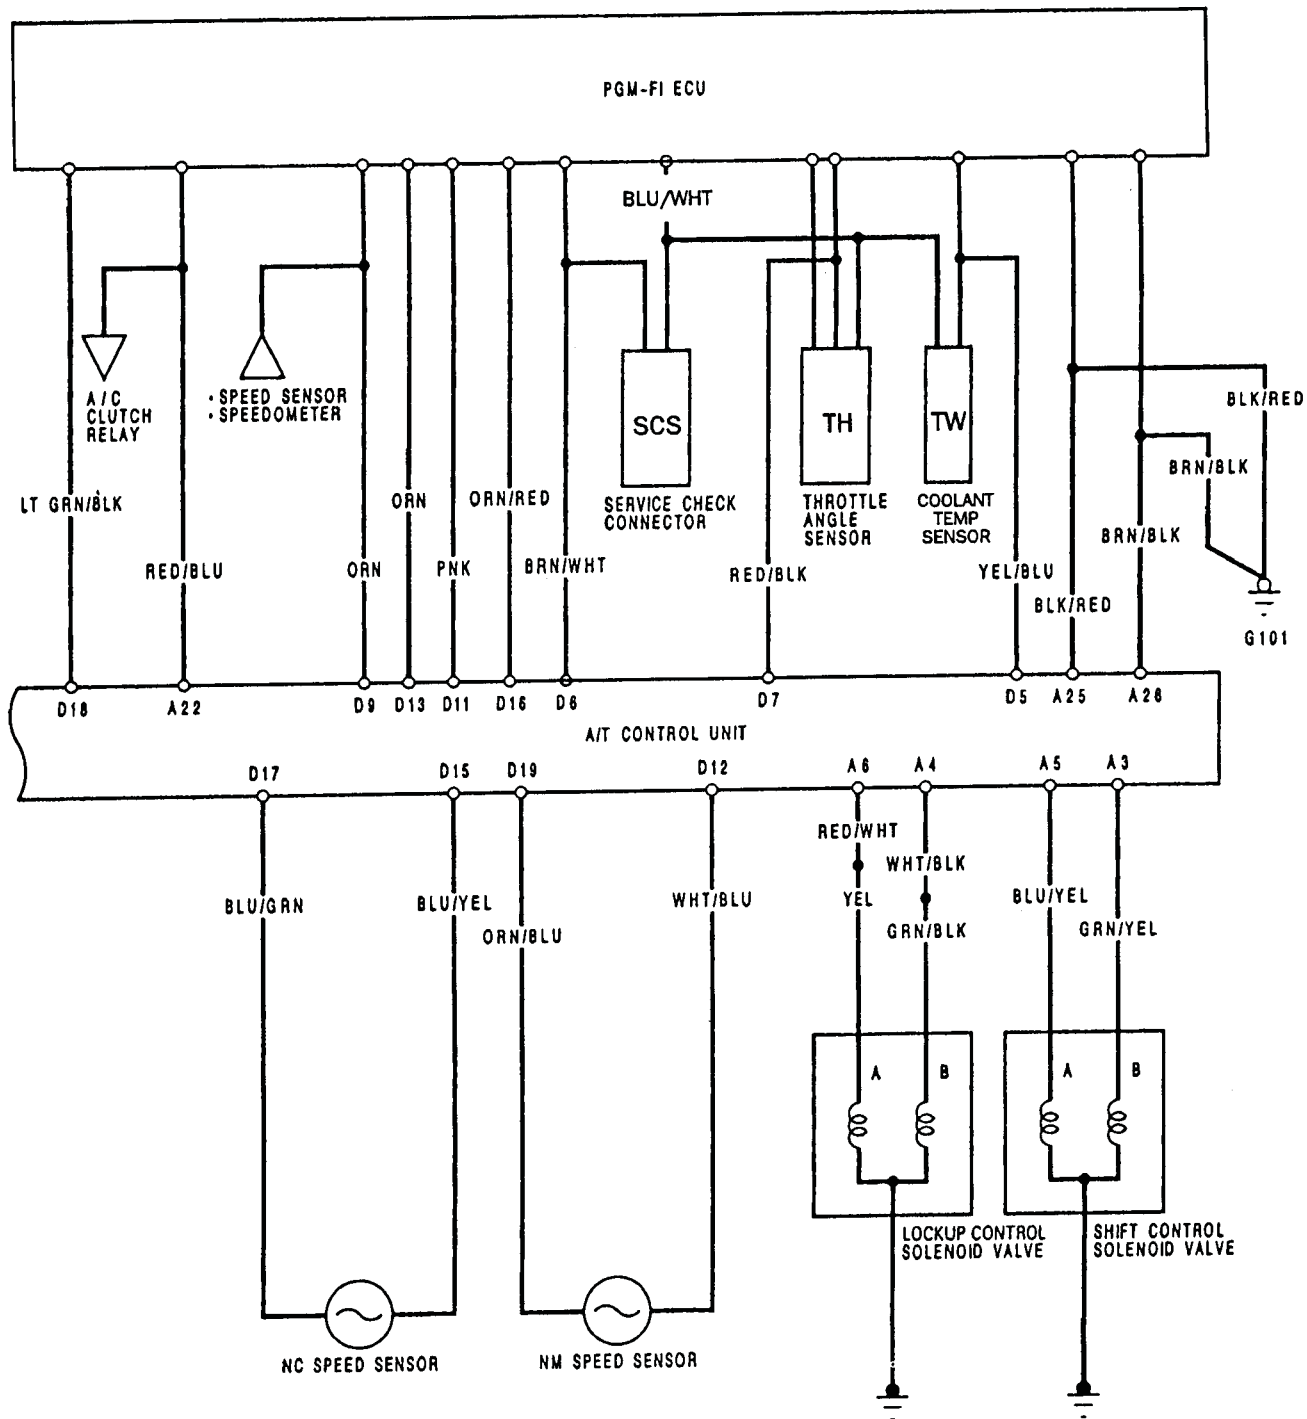 PGM-FI ECU
BLU/WHT
A/C
CLUTCH
RELAY
• SPEED SENSOR
• SPEEDOMETER
SCS
TH
TW
BLK/RED
BRN/BLK
LT GRN/BLK
ORN
ORN/RED
SERVICE CHECK
CONNECTOR
THROTTLE
ANGLE
SENSOR
COOLANT
TEMP
SENSOR
BRN/BLK
RED/BLU
ORN
PNK
BRN/WHT
RED/BLK
YEL/BLU
BLK/RED
G101
D18
A22
D9
D13
D11
D16
D6
D7
D5
A25
A26
A/T CONTROL UNIT
D17
D15
D19
D12
A6
A4
A5
A3
RED/WHT
WHT/BLK
BLU/GRN
BLU/YEL
ORN/BLU
WHT/BLU
YEL
GRN/BLK
BLU/YEL
GRN/YEL
A
B
A
B
LOCKUP CONTROL
SOLENOID VALVE
SHIFT CONTROL
SOLENOID VALVE
NC SPEED SENSOR
NM SPEED SENSOR